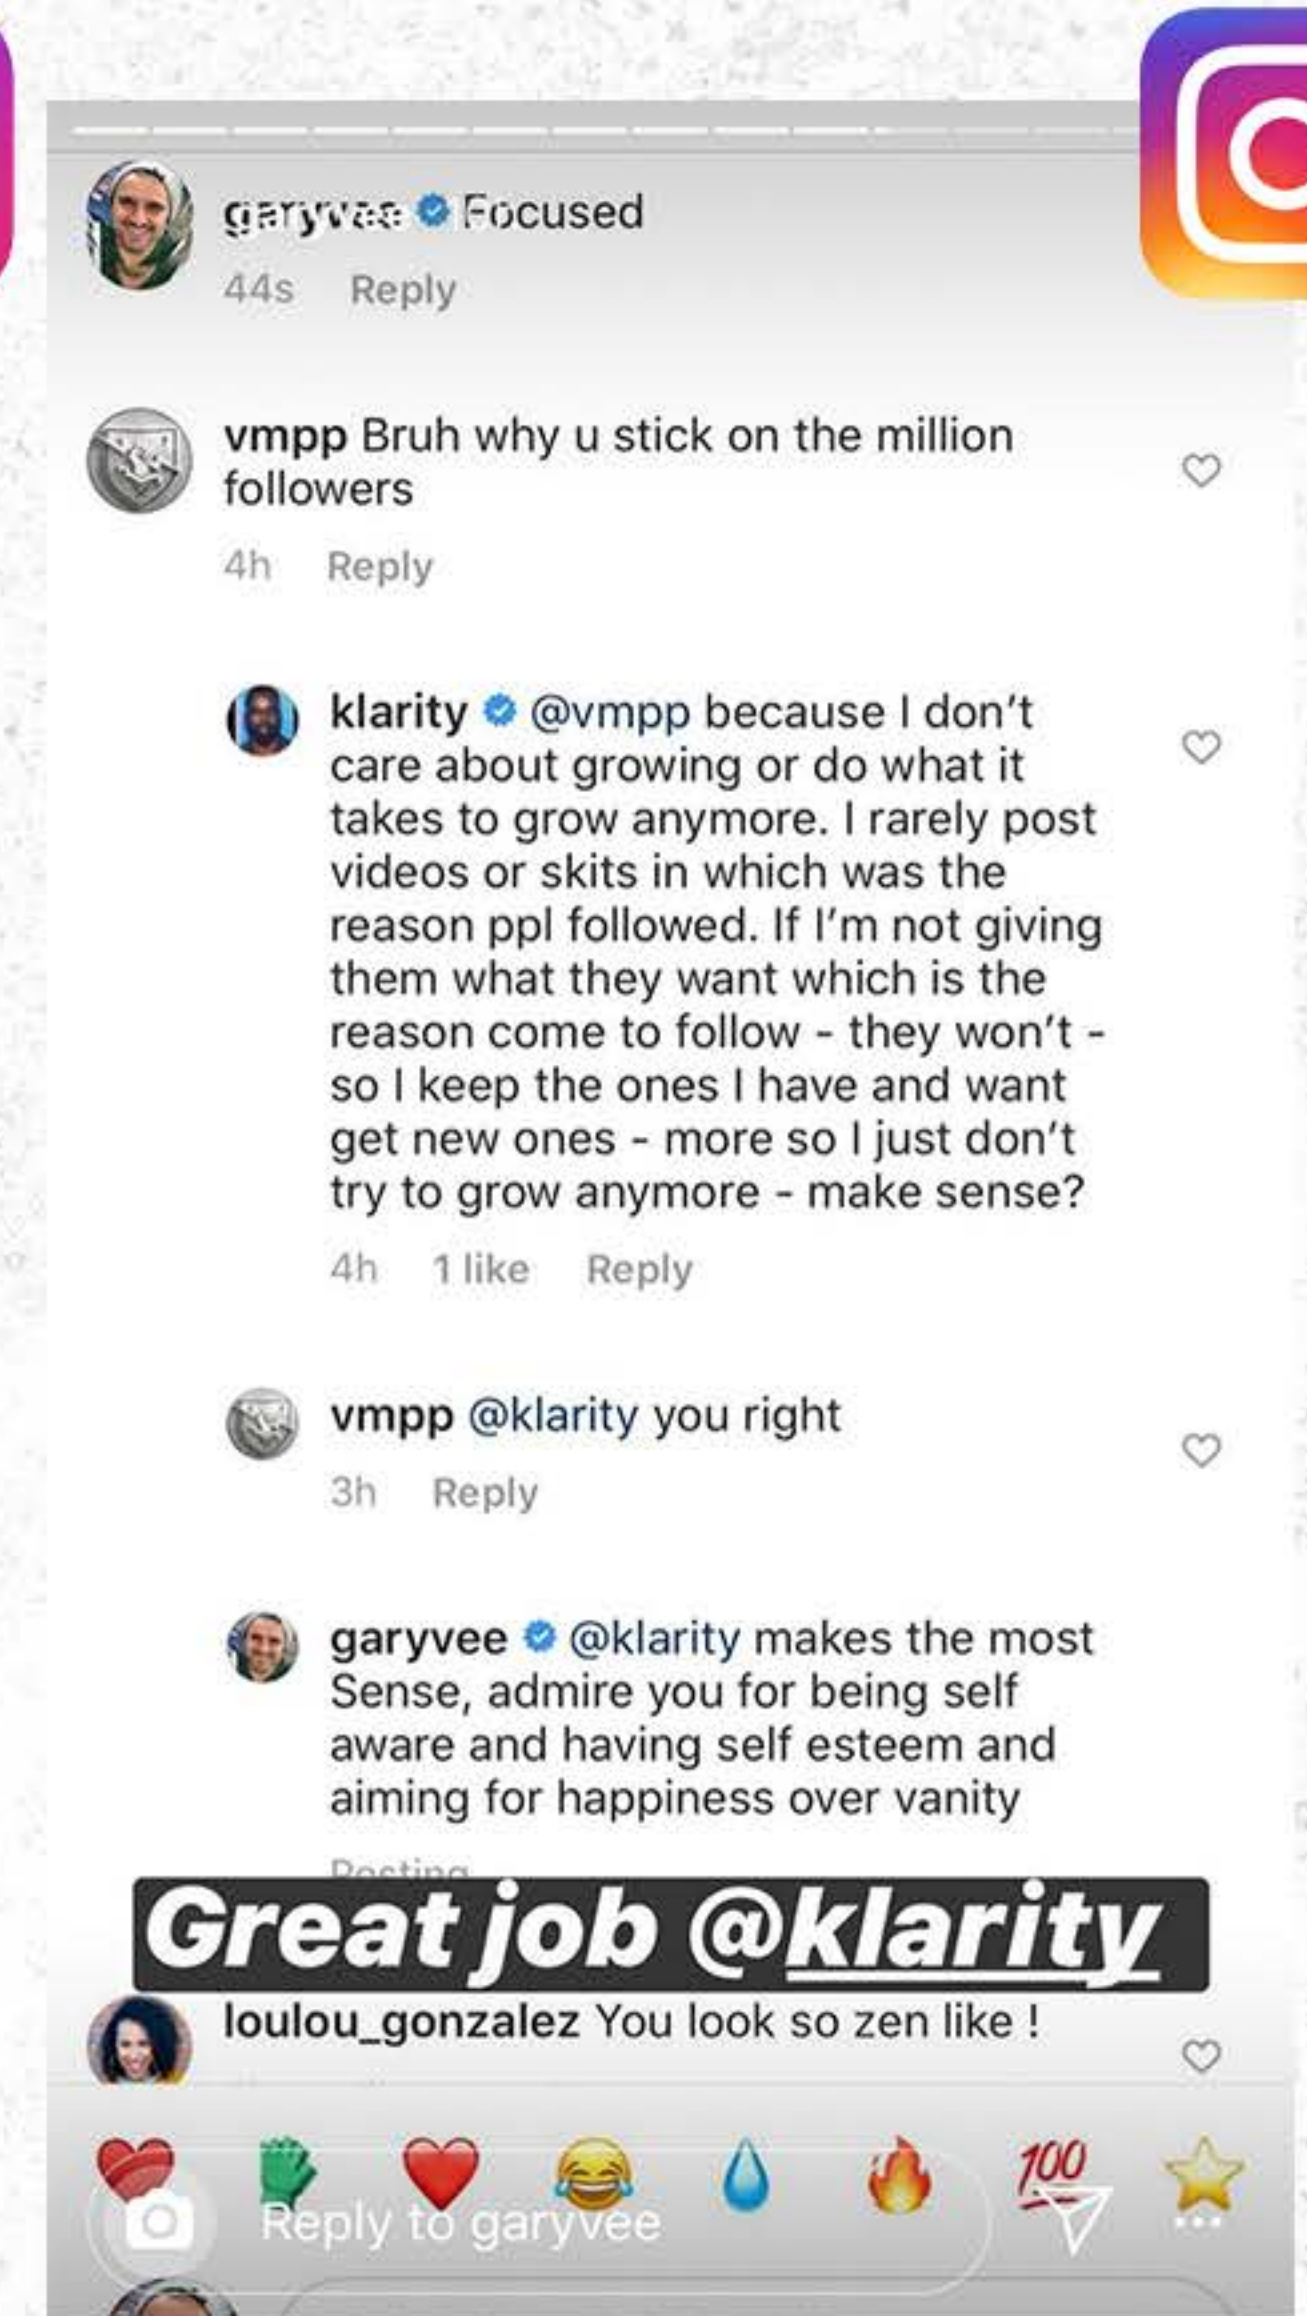 garyvee Focused
44s Reply
vmpp Bruh why u stick on the million
followers
4h Reply
klarity @vmpp because I don't
care about growing or do what it
takes to grow anymore. I rarely post
videos or skits in which was the
reason ppl followed. If I'm not giving
them what they want which is the
reason come to follow - they won't -
so I keep the ones I have and want
get new ones - more so I just don't
try to grow anymore - make sense?
4h 1 like Reply
vmpp @klarity you right
3h Reply
garyvee @klarity makes the most
Sense, admire you for being self
aware and having self esteem and
aiming for happiness over vanity
Posting
Great job @klarity
loulou_gonzalez You look so zen like !
100
Reply to garyvee